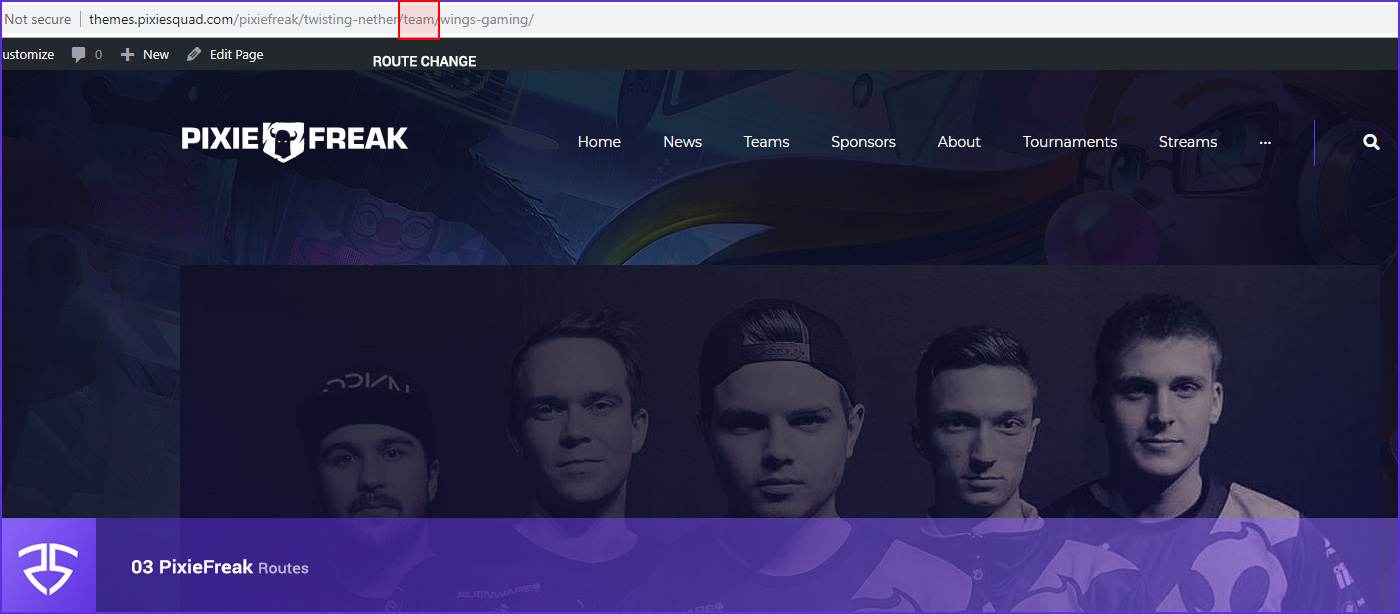 Not secure | themes.pixiesquad.com/pixiefreak/twisting-nether/team/wings-gaming/
ustomize 0 New Edit Page
ROUTE CHANGE
PIXIE FREAK
Home News Teams Sponsors About Tournaments Streams ...
ALIENWARE
03 PixieFreak Routes